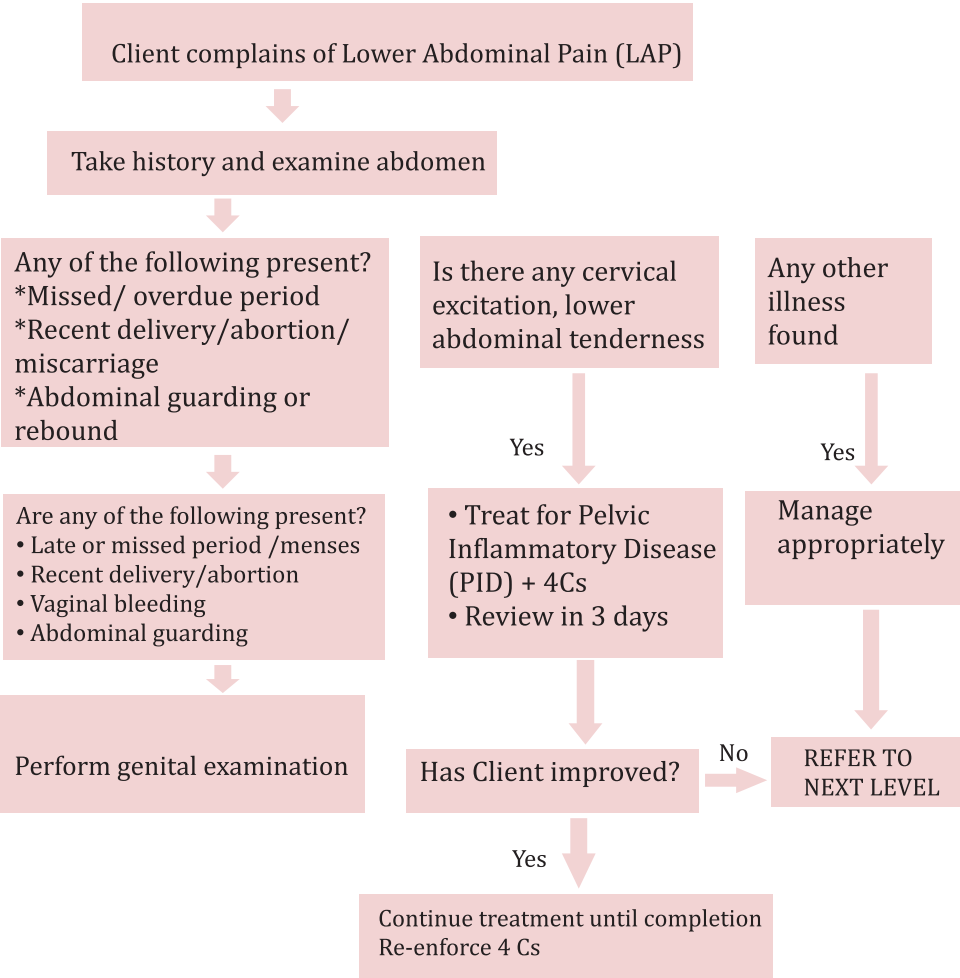 Client complains of Lower Abdominal Pain (LAP)
Take history and examine abdomen
Any of the following present?
*Missed/ overdue period
*Recent delivery/abortion/
miscarriage
*Abdominal guarding or
rebound
Are any of the following present?
• Late or missed period /menses
• Recent delivery/abortion
• Vaginal bleeding
• Abdominal guarding
Perform genital examination
Is there any cervical
excitation, lower
abdominal tenderness
Yes
• Treat for Pelvic
Inflammatory Disease
(PID) + 4Cs
• Review in 3 days
Has Client improved?
No
Yes
Continue treatment until completion
Re-enforce 4 Cs
Any other
illness
found
Yes
Manage
appropriately
REFER TO
NEXT LEVEL